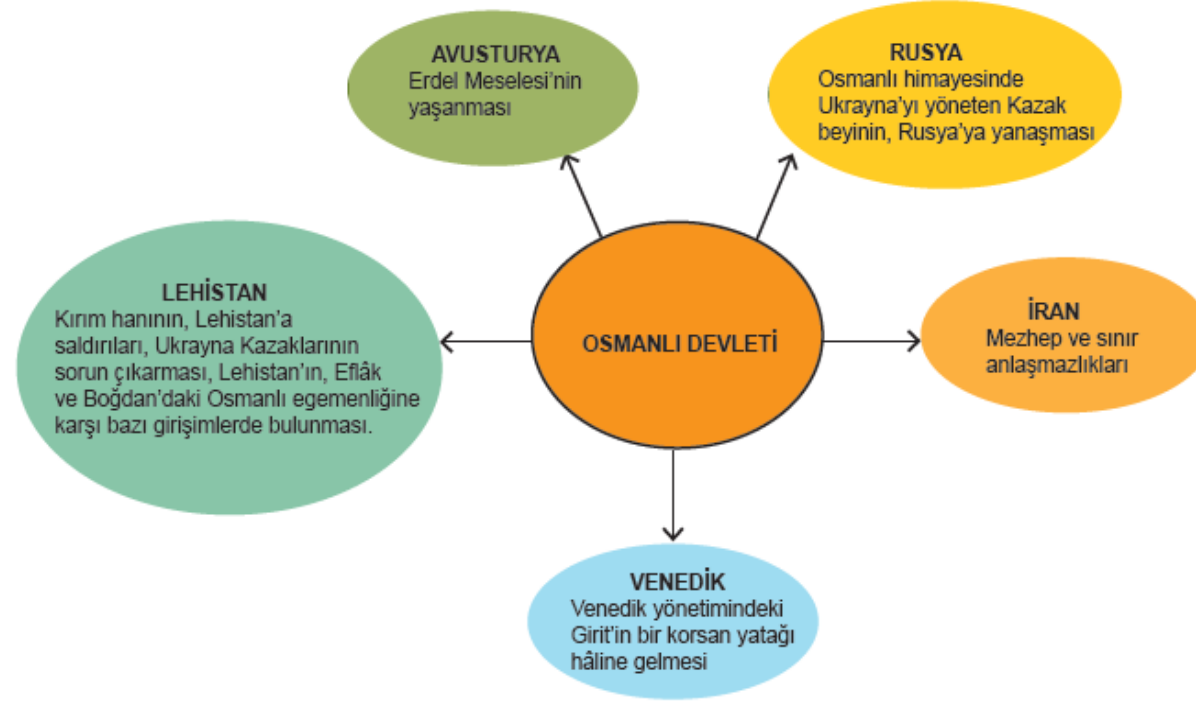 AVUSTURYA
Erdel Meselesi’nin
yaşanması
RUSYA
Osmanlı himayesinde
Ukrayna’yı yöneten Kazak
beyinin, Rusya’ya yanaşması
LEHİSTAN
Kırım hanının, Lehistan’a
saldırıları, Ukrayna Kazaklarının
sorun çıkarması, Lehistan’ın, Eflâk
ve Boğdan’daki Osmanlı egemenliğine
karşı bazı girişimlerde bulunması.
OSMANLI DEVLETİ
İRAN
Mezhep ve sınır
anlaşmazlıkları
VENEDİK
Venedik yönetimindeki
Girit’in bir korsan yatağı
hâline gelmesi